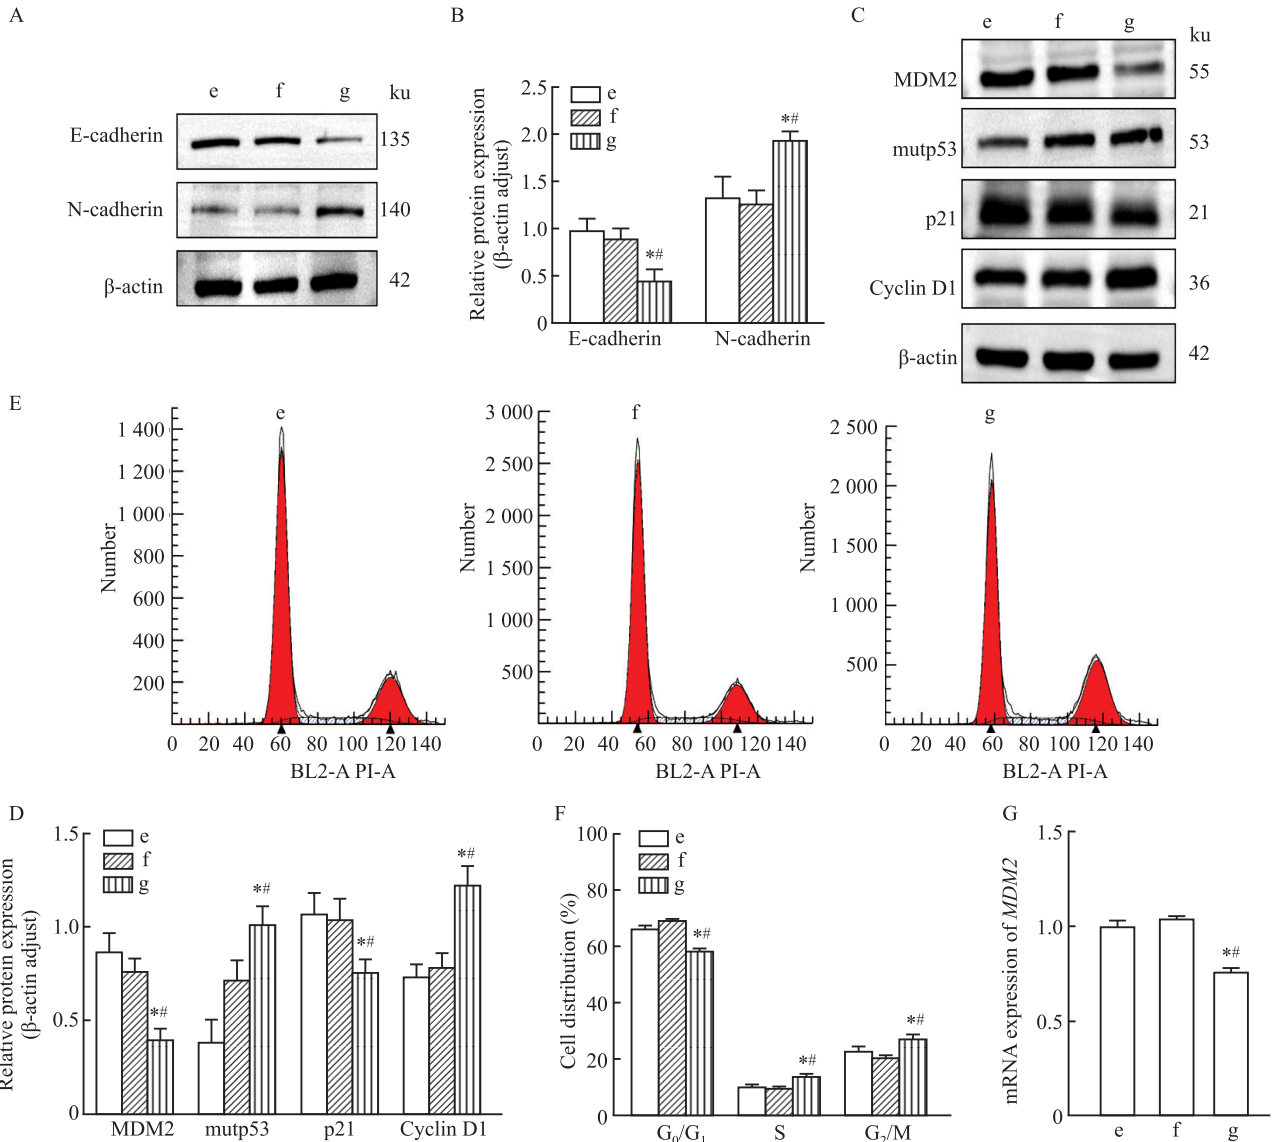 A
e f g ku
E-cadherin 135
N-cadherin 140
β-actin 42
B
Relative protein expression
(β-actin adjust)
2.5
2.0
1.5
1.0
0.5
0
e
f
g
*#
*#
E-cadherin N-cadherin
C
e f g
ku
MDM2 55
mutp53 53
p21 21
Cyclin D1 36
β-actin 42
E
e
Number
1 400
1 200
1 000
800
600
400
200
0 20 40 60 80 100 120 140
BL2-A PI-A
f
Number
3 000
2 500
2 000
1 500
1 000
500
0 20 40 60 80 100 120 140
BL2-A PI-A
g
Number
2 500
2 000
1 500
1 000
500
0 20 40 60 80 100 120 140
BL2-A PI-A
D
Relative protein expression
(β-actin adjust)
1.5
1.0
0.5
0
e
f
g
*#
*#
*#
*#
MDM2 mutp53 p21 Cyclin D1
F
Cell distribution (%)
100
80
60
40
20
0
e
f
g
*#
*#
*#
G₀/G₁ S G₂/M
G
mRNA expression of MDM2
1.5
1.0
0.5
0
*#
e f g